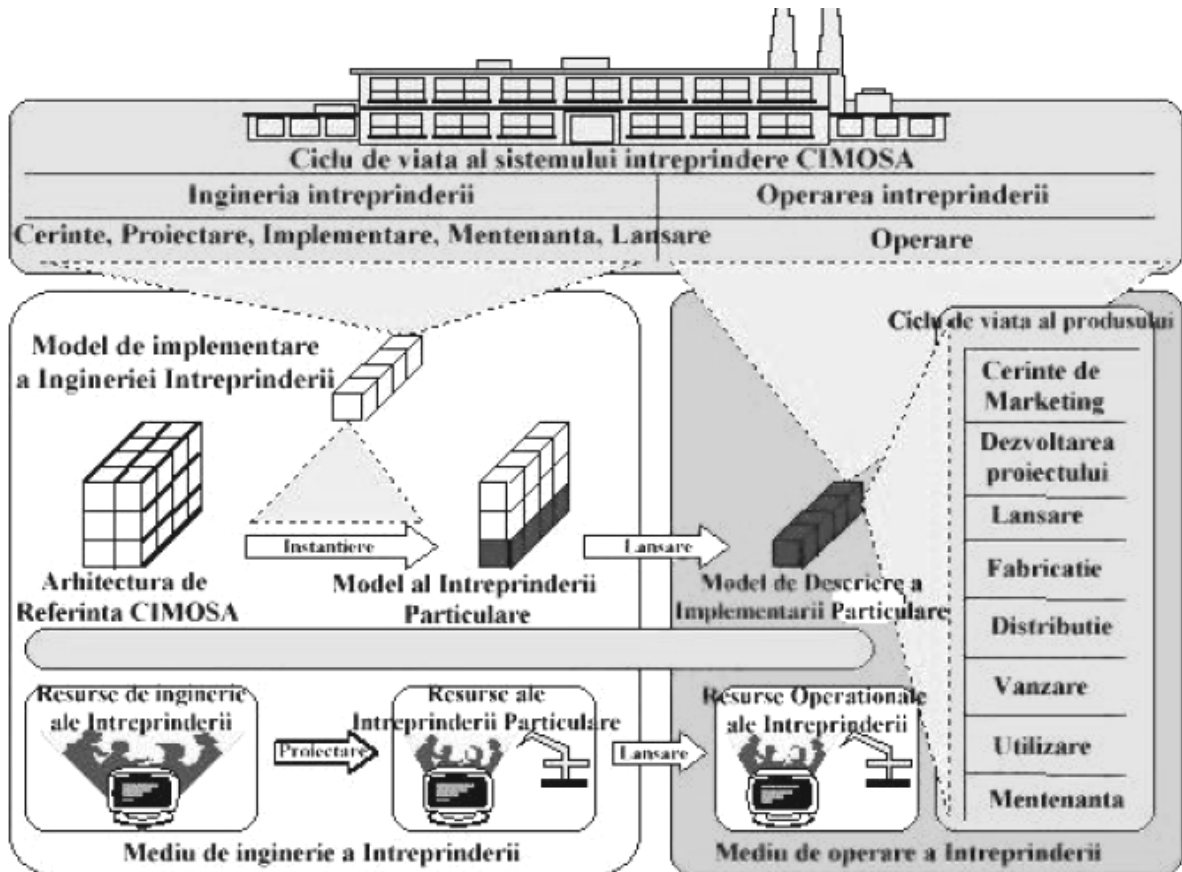 Ciclu de viata al sistemului intreprindere CIMOSA
Ingineria intreprinderii
Operarea intreprinderii
Cerinte, Proiectare, Implementare, Mentenanta, Lansare
Operare
Model de implementare
a Ingineriei Intreprinderii
Ciclu de viata al produsului
Cerinte de
Marketing
Dezvoltarea
proiectului
Lansare
Fabricatie
Distributie
Vanzare
Utilizare
Mentenanta
Instantiere
Lansare
Arhitectura de
Referinta CIMOSA
Model al Intreprinderii
Particulare
Model de Descriere a
Implementarii Particulare
Resurse de inginerie
ale Intreprinderii
Proiectare
Resurse ale
Intreprinderii Particulare
Lansare
Resurse Operationale
ale Intreprinderii
Mediu de inginerie a Intreprinderii
Mediu de operare a Intreprinderii